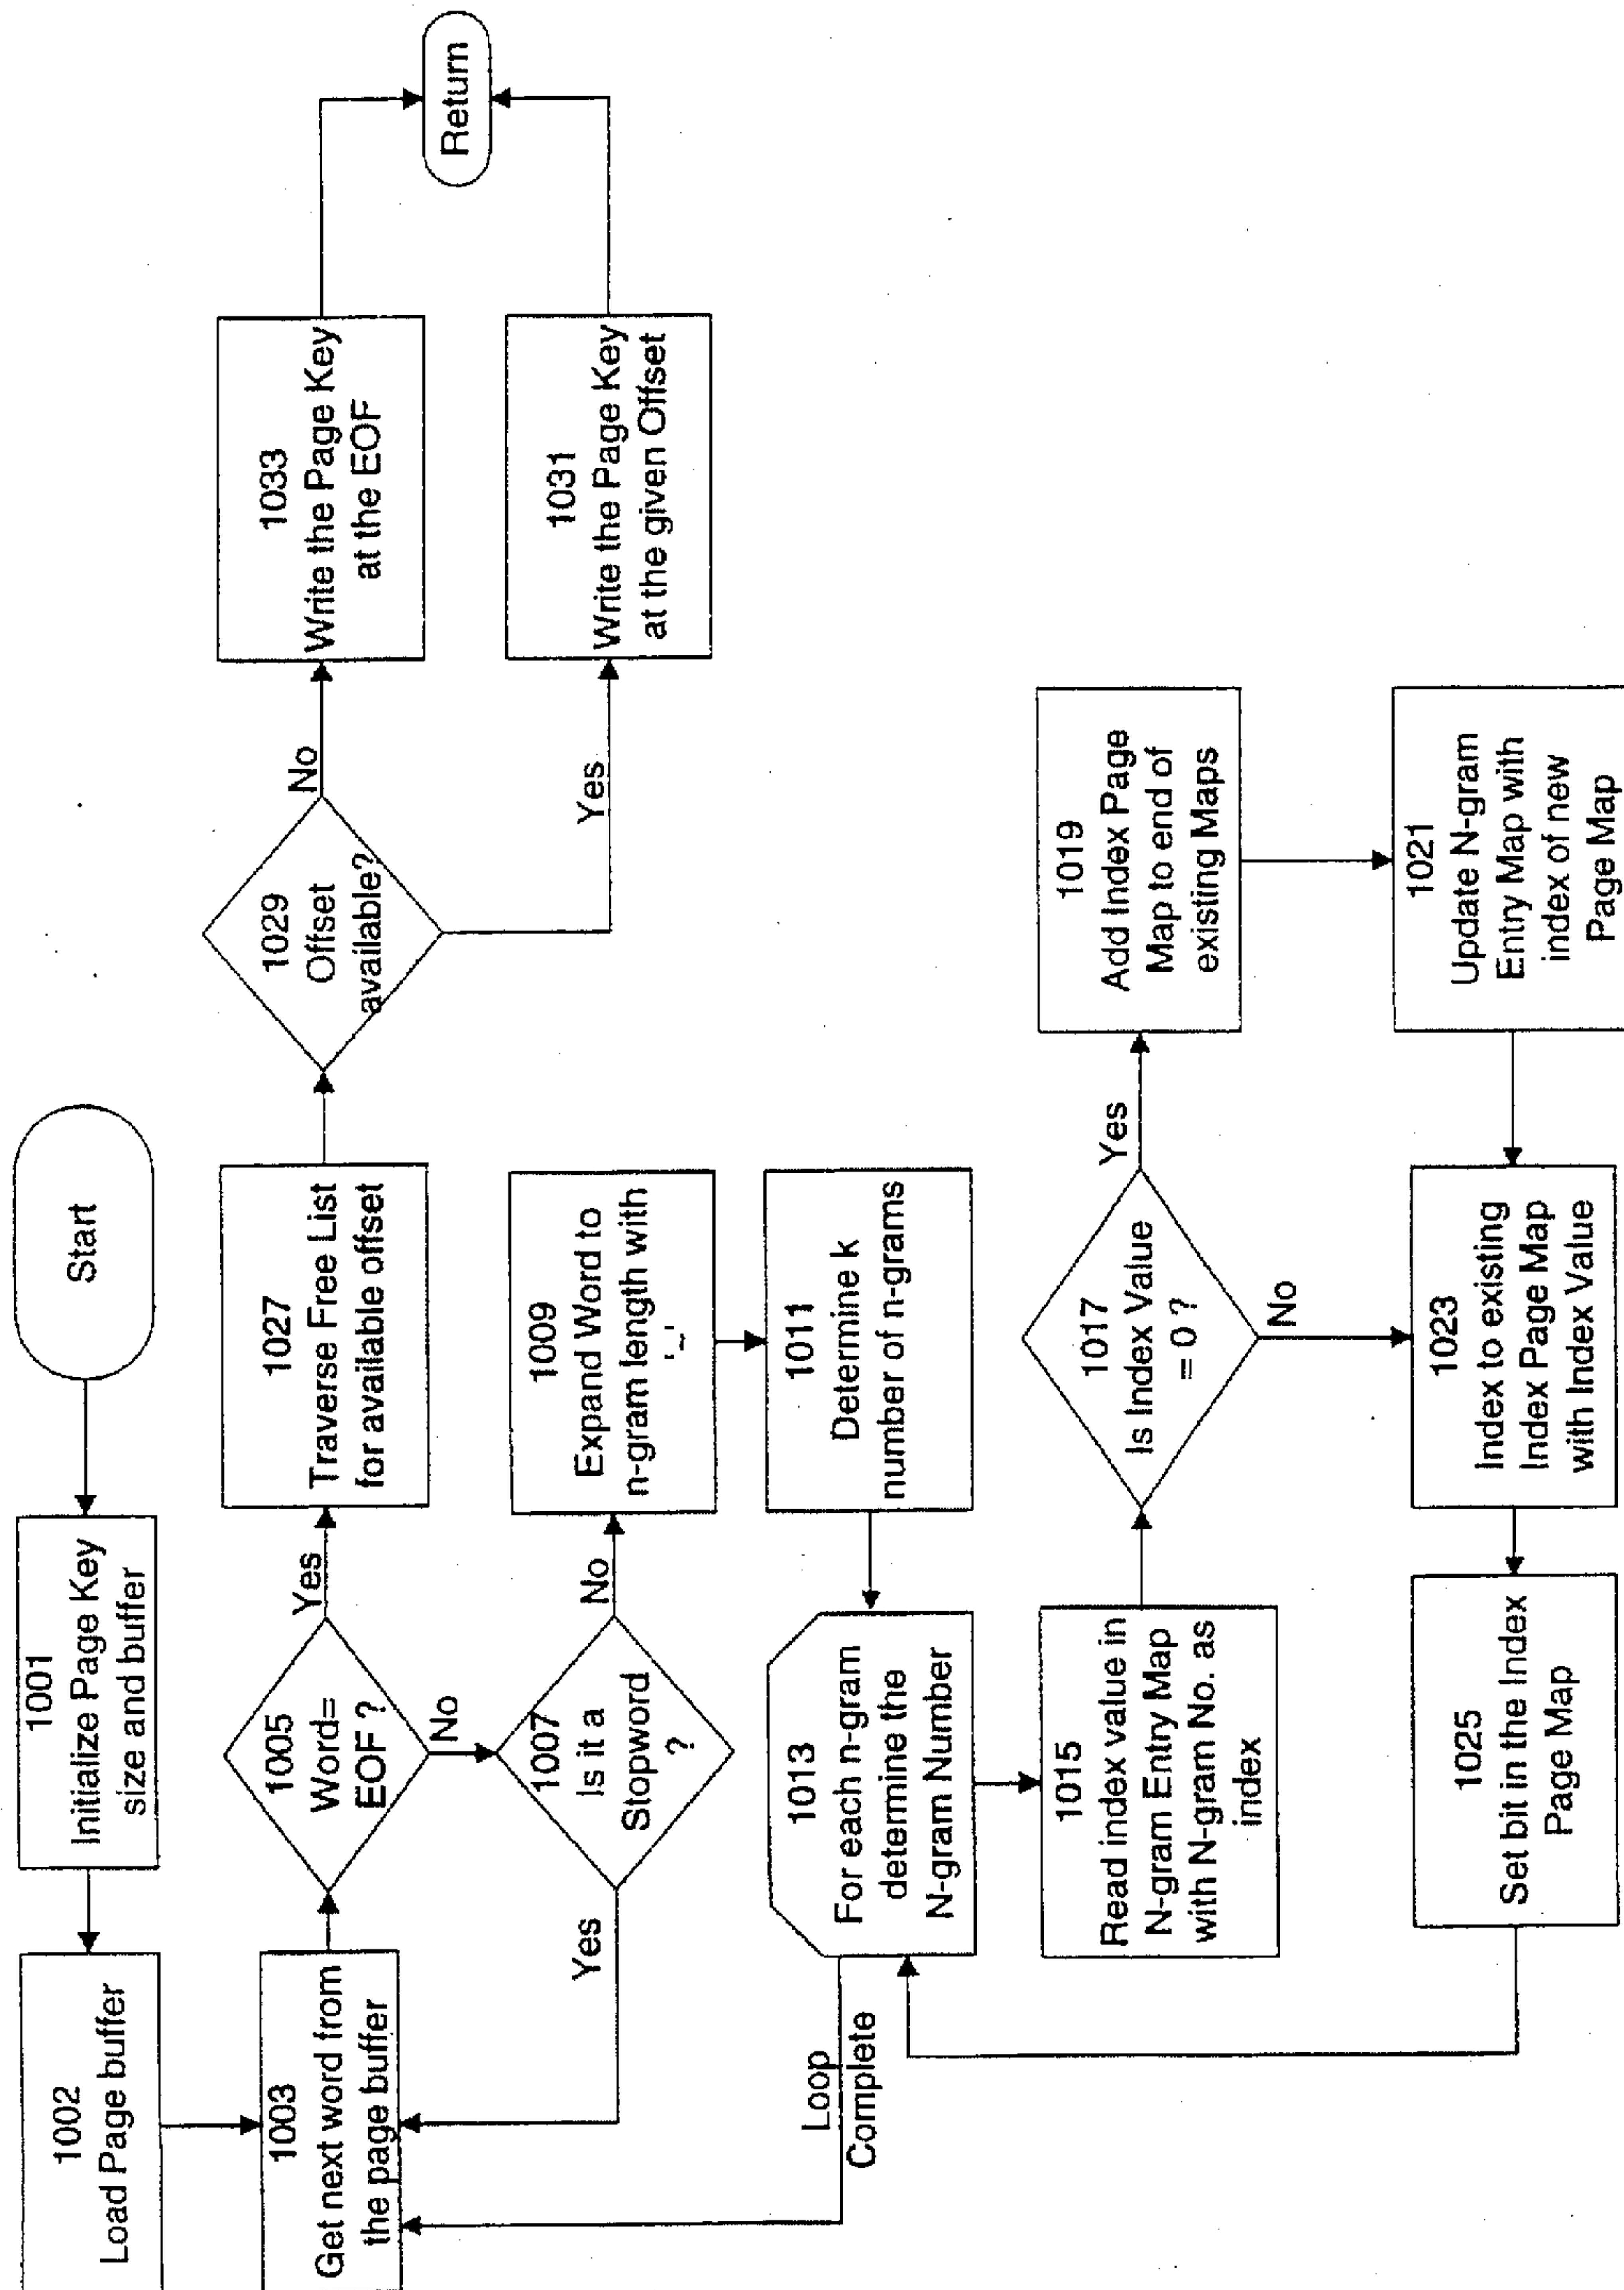 Start
1001
Initialize Page Key
size and buffer
1002
Load Page buffer
1003
Get next word from
the page buffer
1005
Word=
EOF ?
Yes
No
1027
Traverse Free List
for available offset
1029
Offset
available?
No
Yes
1033
Write the Page Key
at the EOF
1031
Write the Page Key
at the given Offset
Return
1007
Is it a
Stopword
?
Yes
No
1009
Expand Word to
n-gram length with
1011
Determine k
number of n-grams
1013
For each n-gram
determine the
N-gram Number
Loop
Complete
1015
Read index value in
N-gram Entry Map
with N-gram No. as
index
1017
Is Index Value
= 0 ?
Yes
No
1019
Add Index Page
Map to end of
existing Maps
1021
Update N-gram
Entry Map with
index of new
Page Map
1023
Index to existing
Index Page Map
with Index Value
1025
Set bit in the Index
Page Map